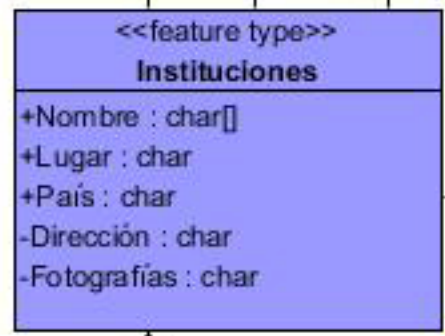 <<feature type>>
Instituciones
+Nombre : char[]
+Lugar : char
+País : char
-Dirección : char
-Fotografías : char